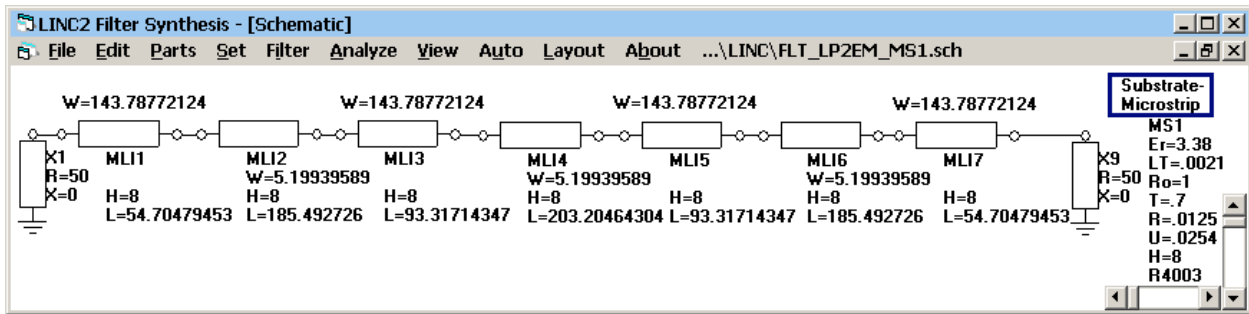 LINC2 Filter Synthesis - [Schematic]
File Edit Parts Set Filter Analyze View Auto Layout About ...\LINC\FLT_LP2EM_MS1.sch
W=143.78772124 W=143.78772124 W=143.78772124 W=143.78772124
X1
R=50
X=0
MLI1
H=8
L=54.70479453
MLI2
W=5.19939589
H=8
L=185.492726
MLI3
H=8
L=93.31714347
MLI4
W=5.19939589
H=8
L=203.20464304
MLI5
H=8
L=93.31714347
MLI6
W=5.19939589
H=8
L=185.492726
MLI7
H=8
L=54.70479453
X9
R=50
X=0
Substrate-
Microstrip
MS1
Er=3.38
LT=.0021
Ro=1
T=.7
R=.0125
U=.0254
H=8
R4003